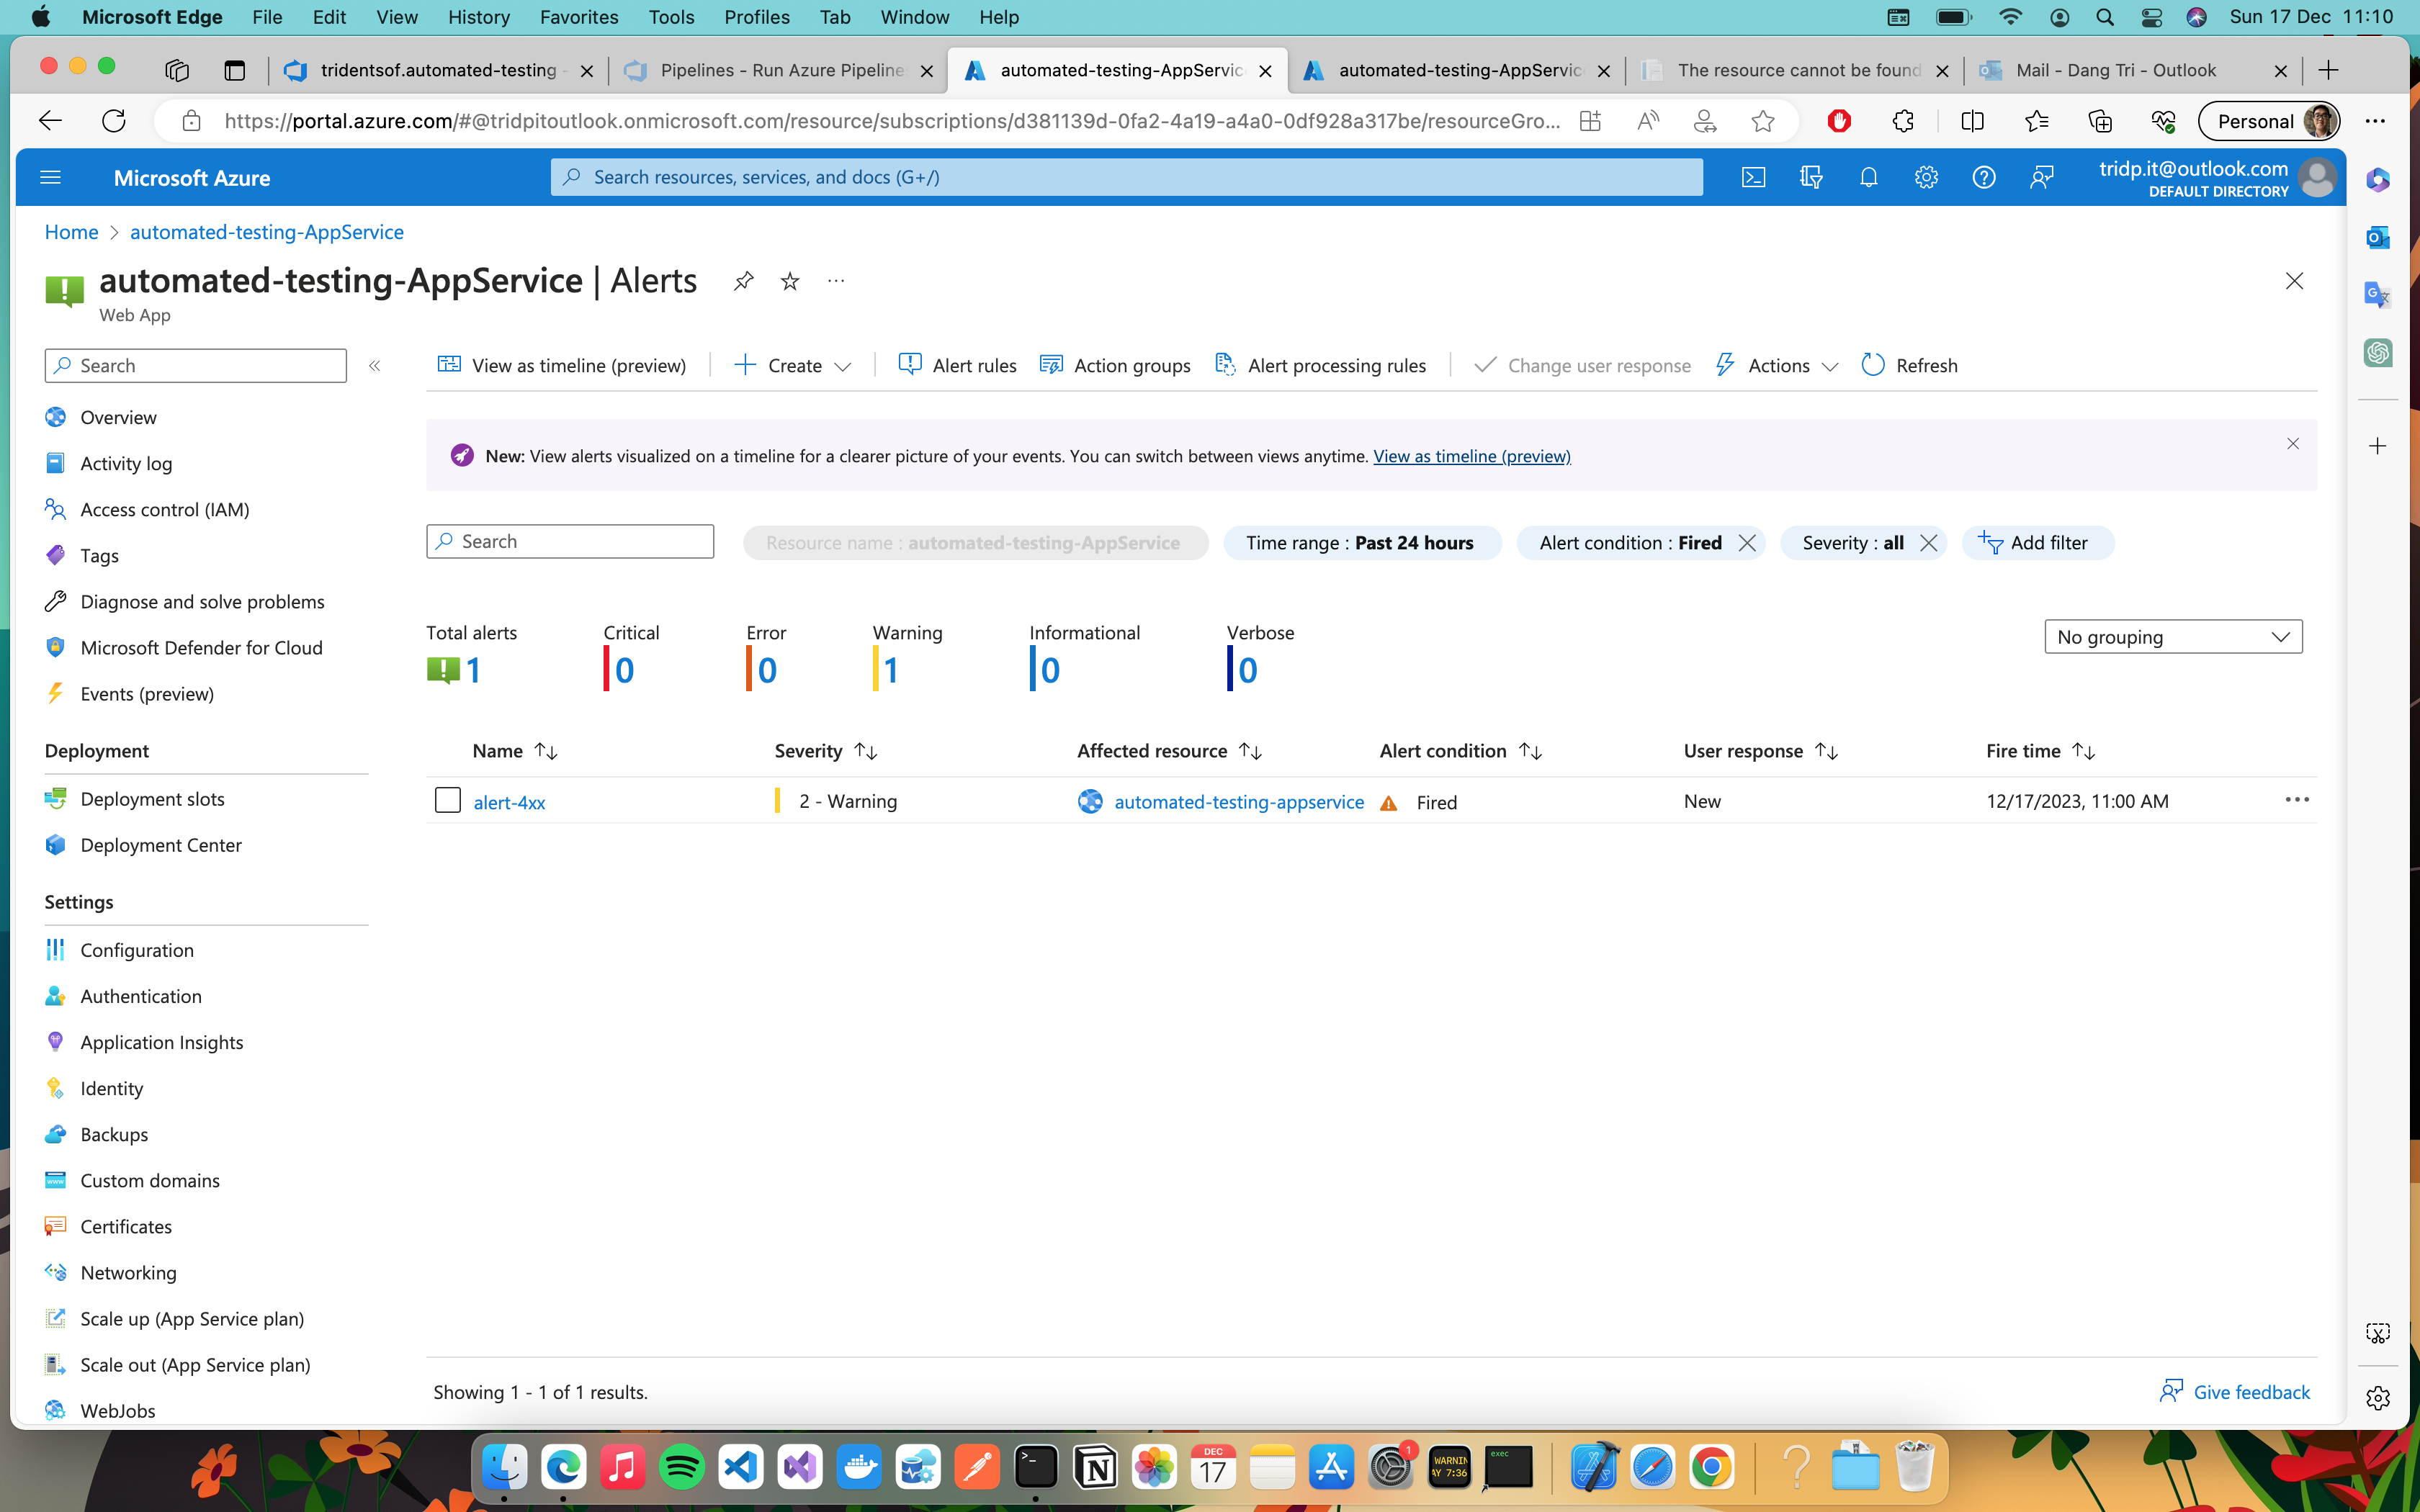 Microsoft Edge File Edit View History Favorites Tools Profiles Tab Window Help Sun 17 Dec 11:10
tridentsof.automated-testing - Pipelines - Run Azure Pipeline automated-testing-AppServic automated-testing-AppServic The resource cannot be found Mail - Dang Tri - Outlook
https://portal.azure.com/#@tridpitoutlook.onmicrosoft.com/resource/subscriptions/d381139d-0fa2-4a19-a4a0-0df928a317be/resourceGro... Personal
Microsoft Azure Search resources, services, and docs (G+/) tridp.it@outlook.com
DEFAULT DIRECTORY
Home > automated-testing-AppService
automated-testing-AppService | Alerts
Web App
Search
View as timeline (preview) Create Alert rules Action groups Alert processing rules Change user response Actions Refresh
New: View alerts visualized on a timeline for a clearer picture of your events. You can switch between views anytime. View as timeline (preview)
Search Resource name : automated-testing-AppService Time range : Past 24 hours Alert condition : Fired Severity : all Add filter
Total alerts Critical Error Warning Informational Verbose
1 0 0 1 0 0
No grouping
Name Severity Affected resource Alert condition User response Fire time
alert-4xx 2 - Warning automated-testing-appservice Fired New 12/17/2023, 11:00 AM
Showing 1 - 1 of 1 results.
Give feedback
Overview
Activity log
Access control (IAM)
Tags
Diagnose and solve problems
Microsoft Defender for Cloud
Events (preview)
Deployment
Deployment slots
Deployment Center
Settings
Configuration
Authentication
Application Insights
Identity
Backups
Custom domains
Certificates
Networking
Scale up (App Service plan)
Scale out (App Service plan)
WebJobs
DEC
17
1
WARNIN
AY 7:36
exec